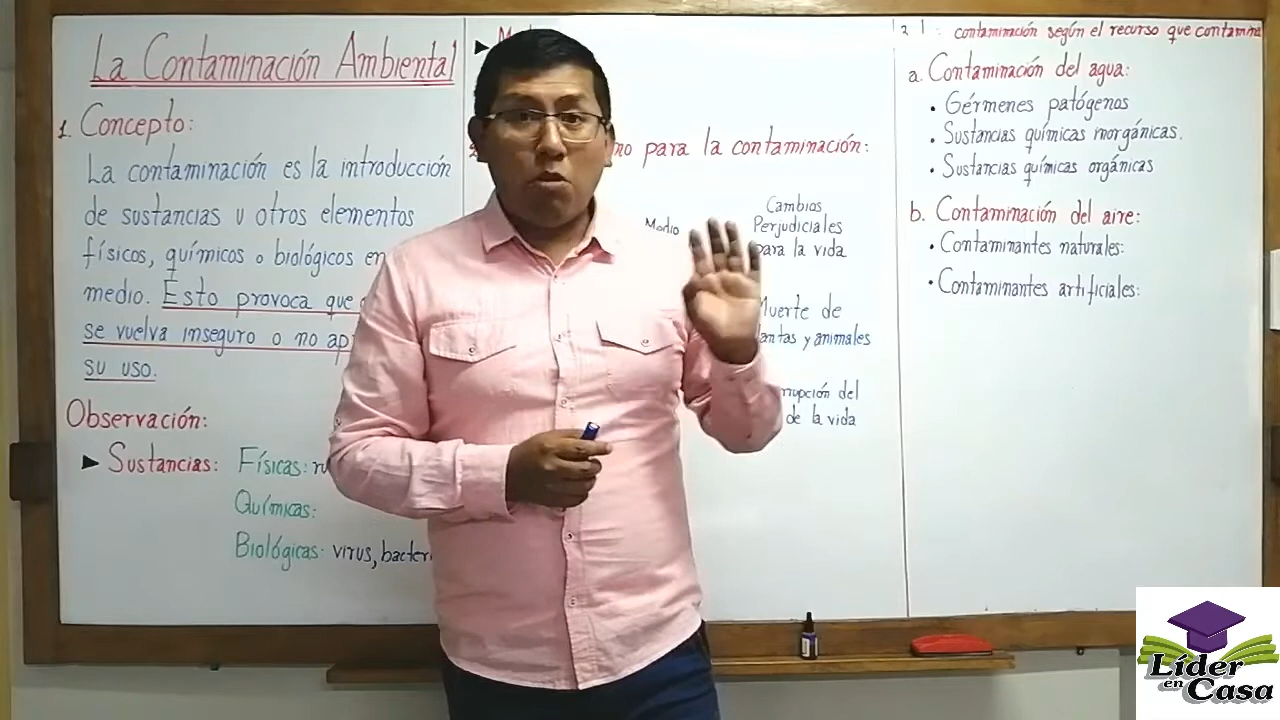 La Contaminación Ambiental
1. Concepto:
La contaminación es la introducción
de sustancias u otros elementos
físicos, químicos o biológicos en
medio. Esto provoca que
se vuelva inseguro o no
su uso.
Observación:
► Sustancias: Físicas:
Químicas:
Biológicas: virus,
►
para la contaminación:
Medio
Cambios
Perjudiciales
para la vida
Muerte de
y animales
del
de la vida
contaminación según el recurso que contamina
a. Contaminación del agua:
• Gérmenes patógenos
• Sustancias químicas inorgánicas.
• Sustancias químicas orgánicas
b. Contaminación del aire:
• Contaminantes naturales:
• Contaminantes artificiales:
Líder
en Casa